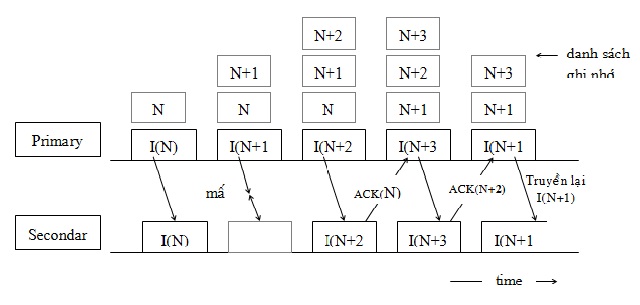 N+2
N+3
danh sách
ghi nhớ
N+1
N+1
N+2
N+3
N
N
N
N+1
N+1
Primary
I(N)
I(N+1
I(N+2
I(N+3
I(N+1
mấ
ACK(N)
ACK(N+2)
Truyền lại
I(N+1)
Secondar
I(N)
I(N+2
I(N+3
I(N+1
time